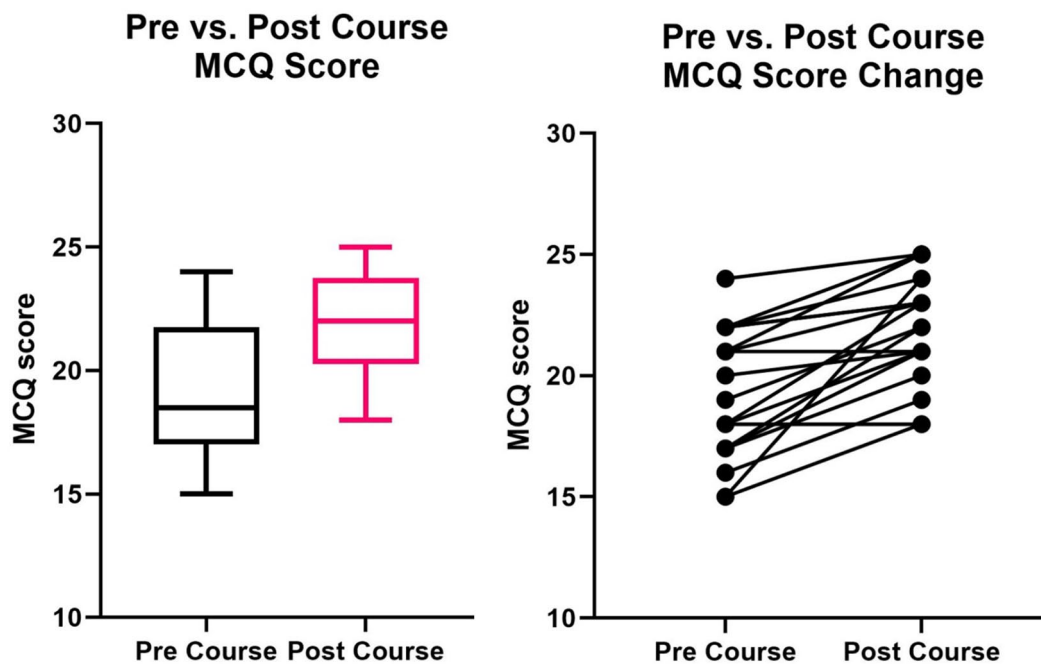 Pre vs. Post Course
MCQ Score
30
25
20
15
10
MCQ score
Pre Course
Post Course
Pre vs. Post Course
MCQ Score Change
30
25
20
15
10
MCQ score
Pre Course
Post Course